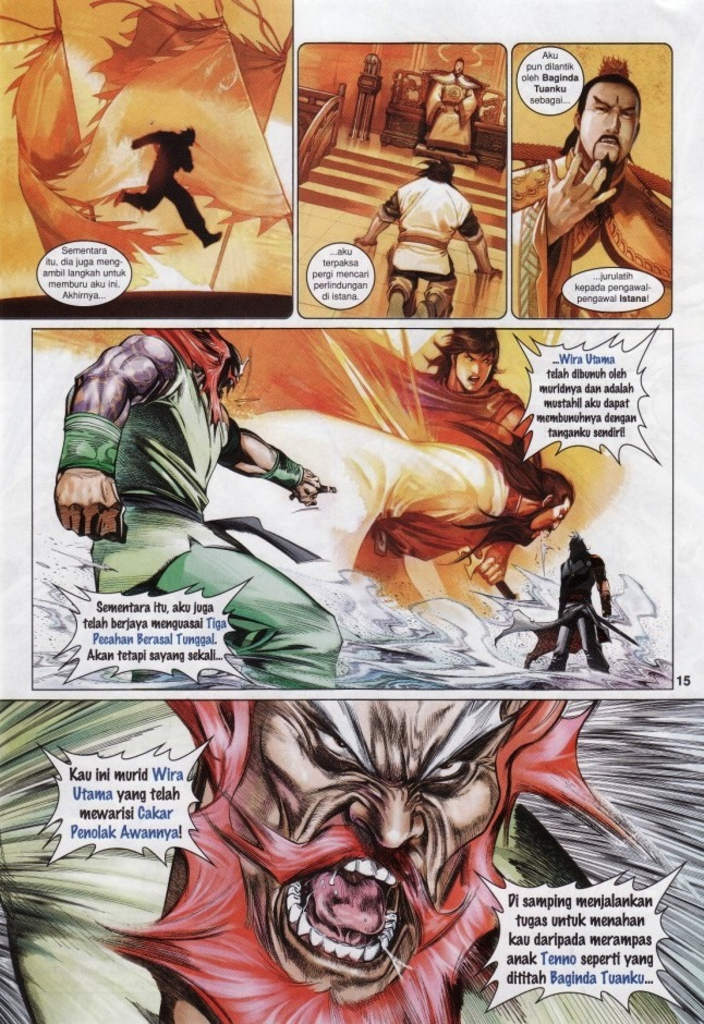 Sementara
itu, dia juga meng-
ambil langkah untuk
memburu aku ini.
Akhirnya...
...aku
terpaksa
pergi mencari
perlindungan
di istana.
Aku
pun dilantik
oleh Baginda
Tuanku
sebagai...
...jurulatih
kepada pengawal-
pengawal Istana!
...Wira Utama
telah dibunuh oleh
muridnya dan adalah
mustahil aku dapat
membunuhnya dengan
tanganku sendiri!
Sementara itu, aku juga
telah berjaya menguasai Tiga
Pecahan Berasal Tunggal.
Akan tetapi sayang sekali...
15
Kau ini murid Wira
Utama yang telah
mewarisi Cakar
Penolak Awannya!
Di samping menjalankan
tugas untuk menahan
kau daripada merampas
anak Tenno seperti yang
dititah Baginda Tuanku...